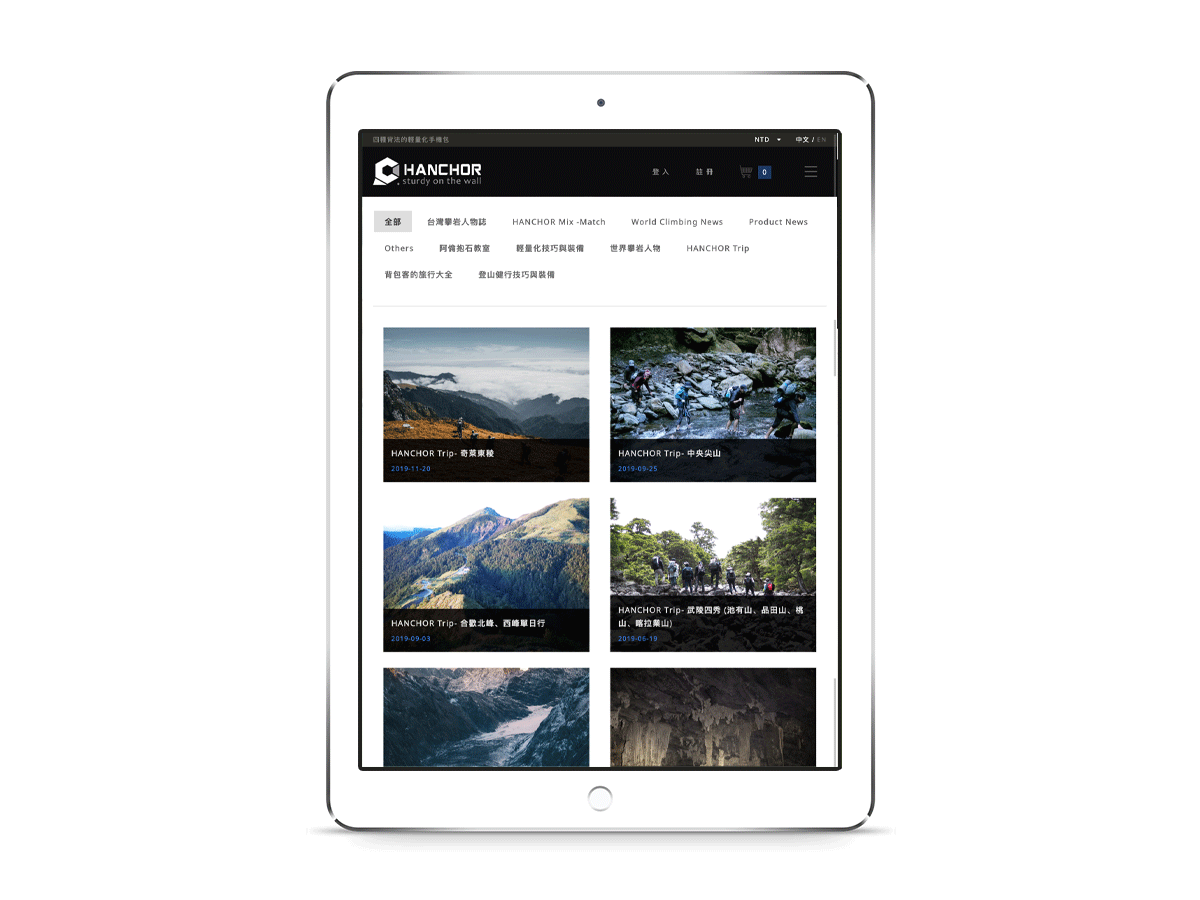 四種背法的輕量化手機包
NTD
中文 / EN
HANCHOR
sturdy on the wall
登入
註冊
0
全部
台灣攀岩人物誌
HANCHOR Mix -Match
World Climbing News
Product News
Others
阿倫抱石教室
輕量化技巧與裝備
世界攀岩人物
HANCHOR Trip
背包客的旅行大全
登山健行技巧與裝備
HANCHOR Trip- 奇萊東稜
2019-11-20
HANCHOR Trip- 中央尖山
2019-09-25
HANCHOR Trip- 合歡北峰、西峰單日行
2019-09-03
HANCHOR Trip- 武陵四秀 (池有山、品田山、桃
山、喀拉業山)
2019-06-19